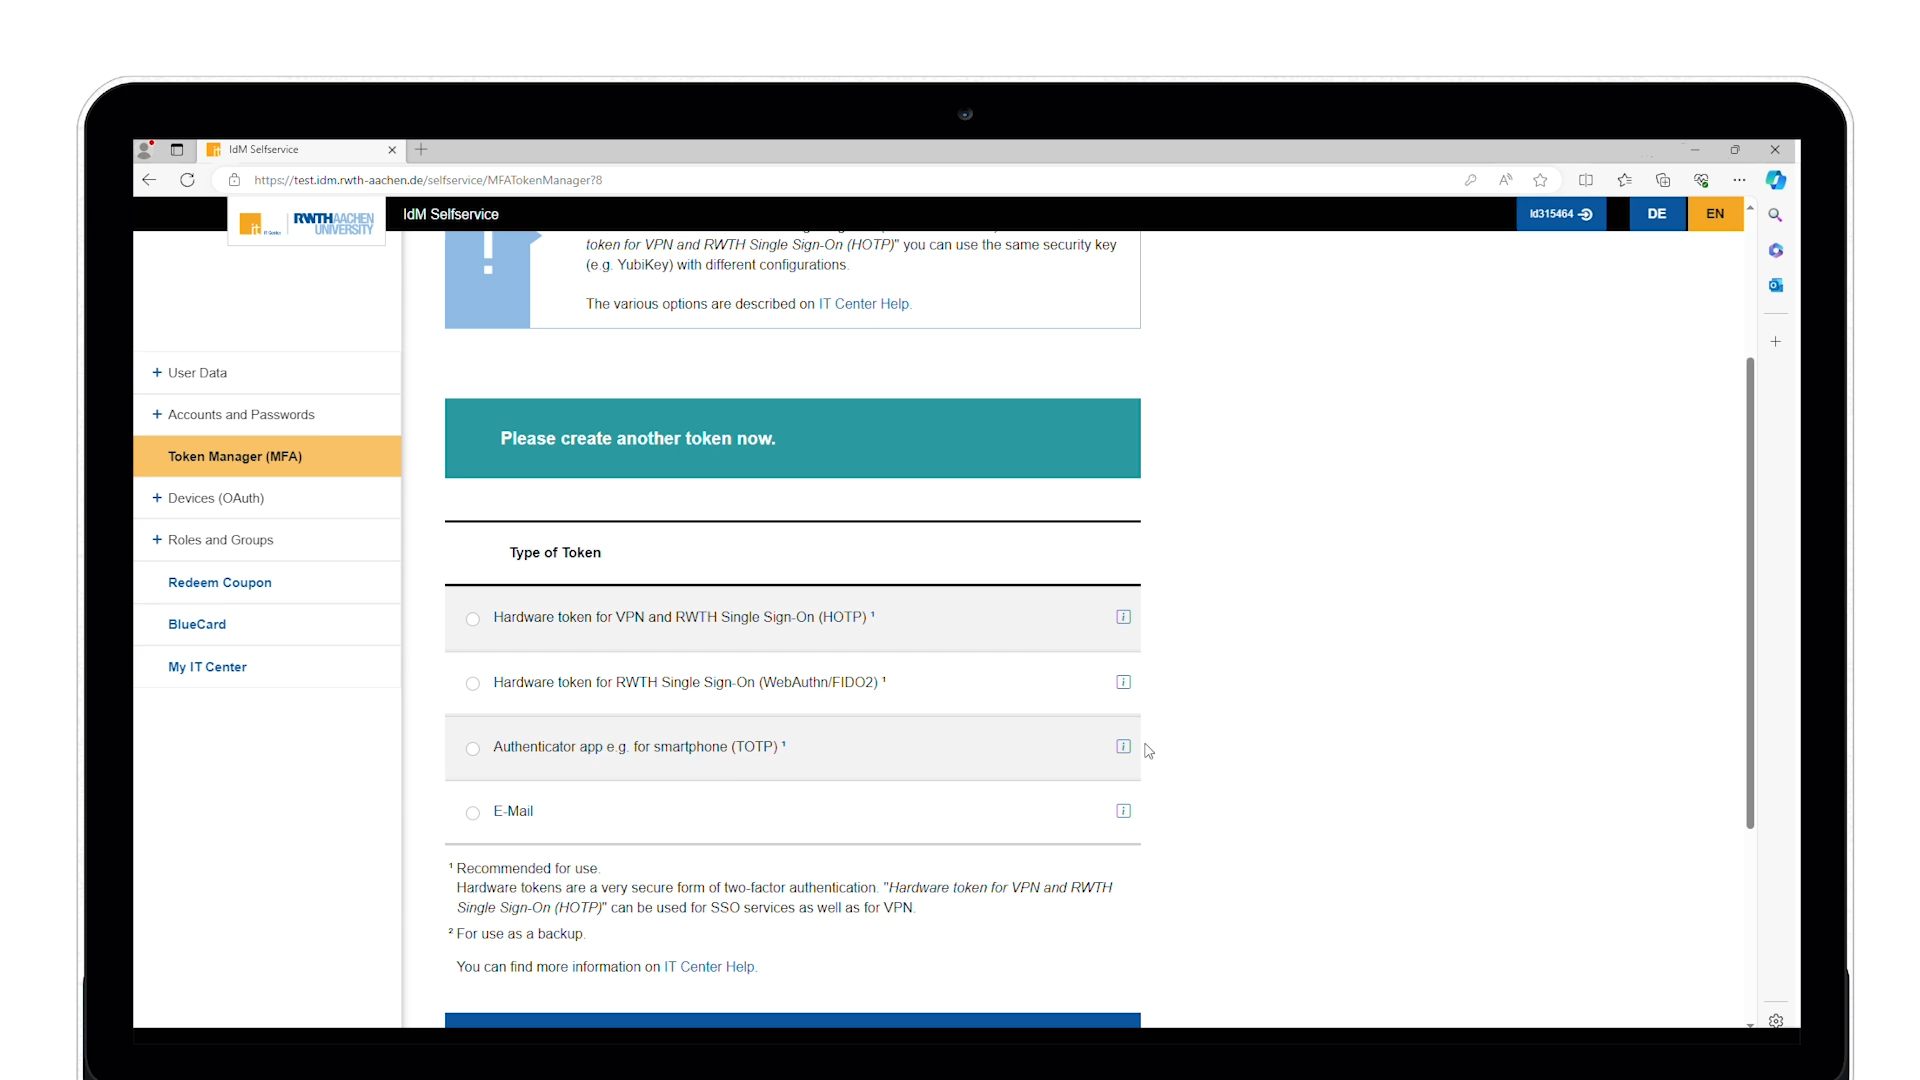 IdM Selfservice
https://test.idm.rwth-aachen.de/selfservice/MFATokenManager?8
it IT Center RWTH AACHEN UNIVERSITY
IdM Selfservice
ld315464
DE
EN
token for VPN and RWTH Single Sign-On (HOTP)" you can use the same security key
(e.g. YubiKey) with different configurations.
The various options are described on IT Center Help.
+ User Data
+ Accounts and Passwords
Token Manager (MFA)
+ Devices (OAuth)
+ Roles and Groups
Redeem Coupon
BlueCard
My IT Center
Please create another token now.
Type of Token
Hardware token for VPN and RWTH Single Sign-On (HOTP) ¹
Hardware token for RWTH Single Sign-On (WebAuthn/FIDO2) ¹
Authenticator app e.g. for smartphone (TOTP) ¹
E-Mail
¹ Recommended for use.
Hardware tokens are a very secure form of two-factor authentication. "Hardware token for VPN and RWTH
Single Sign-On (HOTP)" can be used for SSO services as well as for VPN.
² For use as a backup.
You can find more information on IT Center Help.